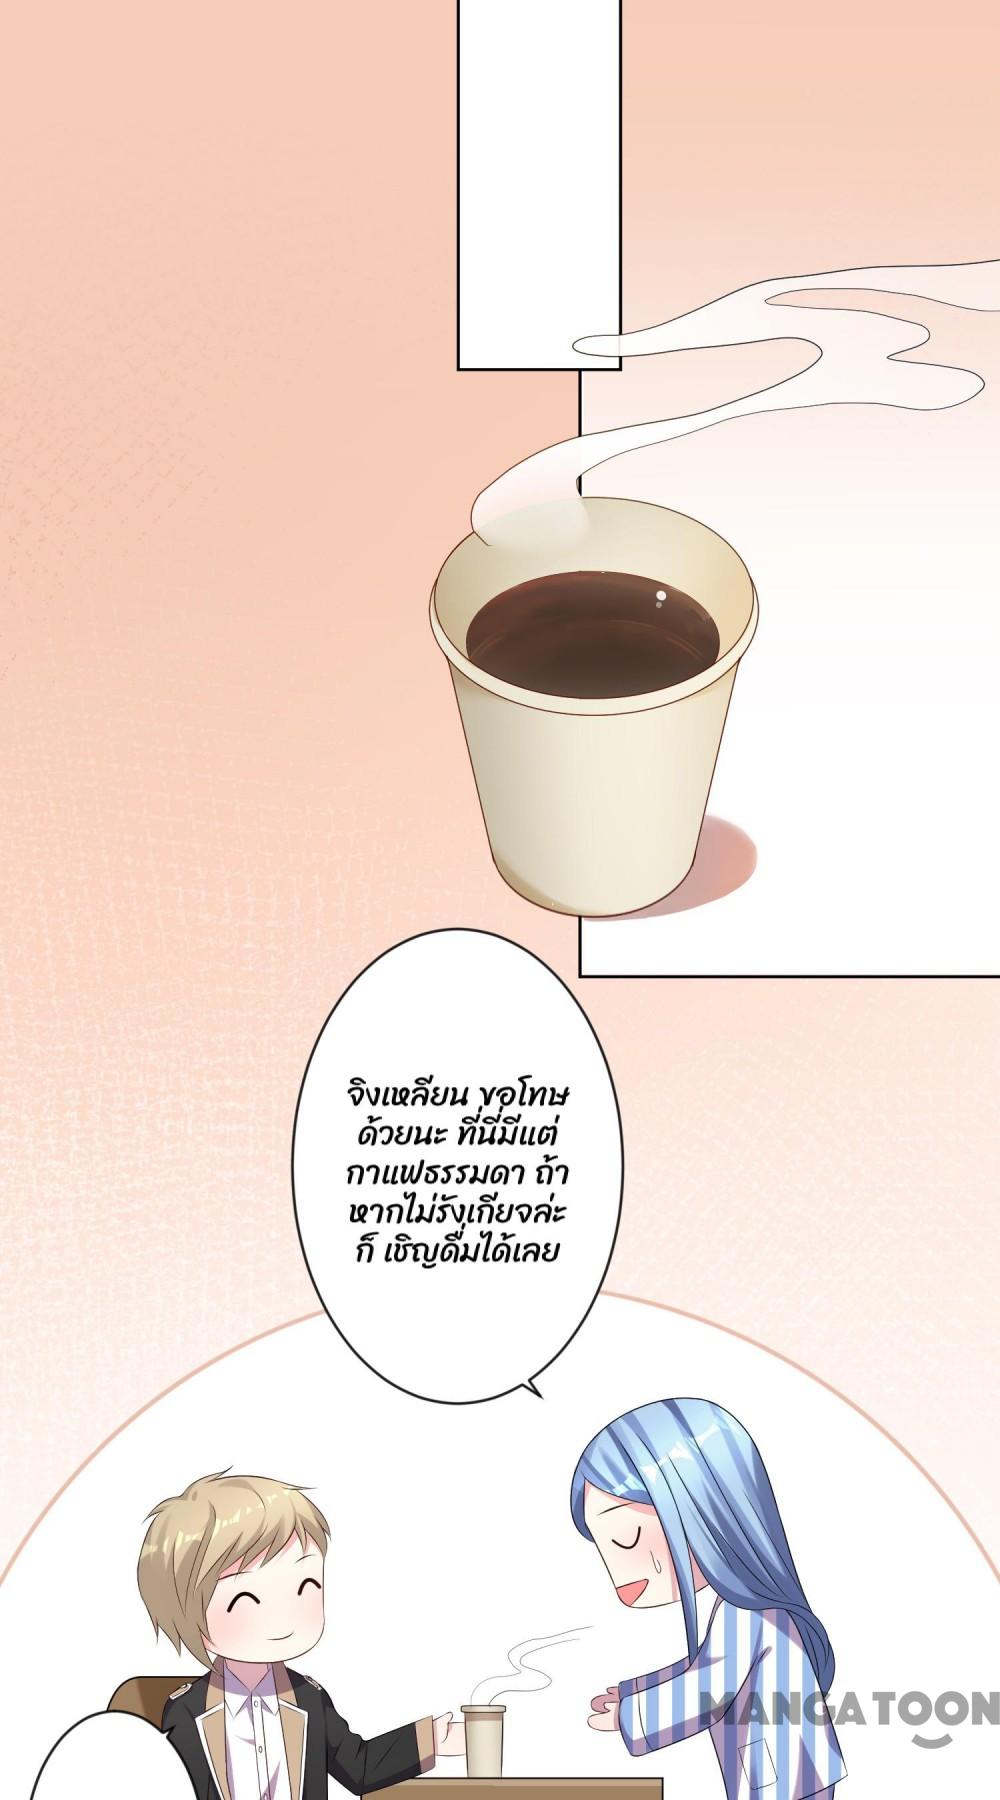 จิงเหลียน ขอโทษ
ด้วยนะ ที่นี่มีแต่
กาแฟธรรมดา ถ้า
หากไม่รังเกียจล่ะ
ก็ เชิญดื่มได้เลย
MANGATOON